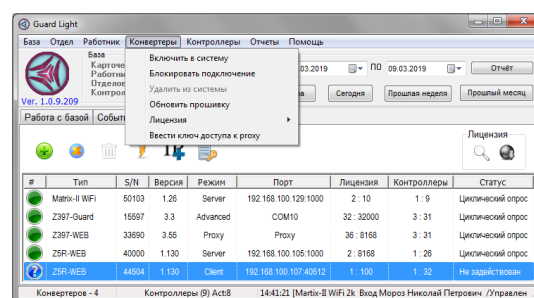 Guard Light
База Отдел Работник Конвертеры Контроллеры Отчеты Помощь
База
Включить в систему
Блокировать подключение
Удалить из системы
Обновить прошивку
Лицензия
Ввести ключ доступа к proxy
03.2019 ПО 09.03.2019 Отчёт
Сегодня Прошлая неделя Прошлый месяц
Ver. 1.0.9.209
Работа с базой
Лицензия
# Тип S/N Версия Режим Порт Лицензия Контроллеры Статус
Matrix-II WiFi 50103 1.26 Server 192.168.100.129:1000 2 : 10 1 : 9 Циклический опрос
Z397-Guard 15597 3.3 Advanced COM10 32 : 32000 3 : 31 Циклический опрос
Z397-WEB 33690 3.55 Proxy Proxy 36 : 8168 3 : 31 Циклический опрос
Z5R-WEB 40000 1.130 Server 192.168.100.105:1000 2 : 8168 1 : 26 Циклический опрос
Z5R-WEB 44504 1.130 Client 192.168.100.107:40512 1 : 100 1 : 32 Не задействован
Конвертеров - 4 Контроллеры (9) Act:8 14:41:21 [Martix-II WiFi 2k Вход Мороз Николай Петрович /Управлен